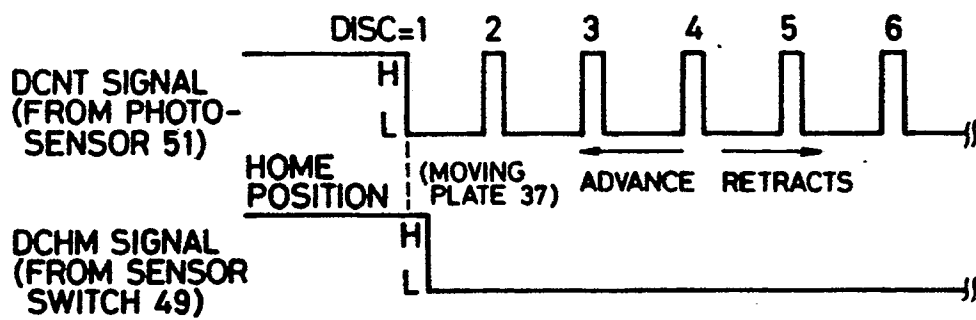 DISC=1 2 3 4 5 6
DCNT SIGNAL
(FROM PHOTO-
SENSOR 51)
H
L
HOME
POSITION
(MOVING
PLATE 37)
ADVANCE RETRACTS
DCHM SIGNAL
(FROM SENSOR
SWITCH 49)
H
L